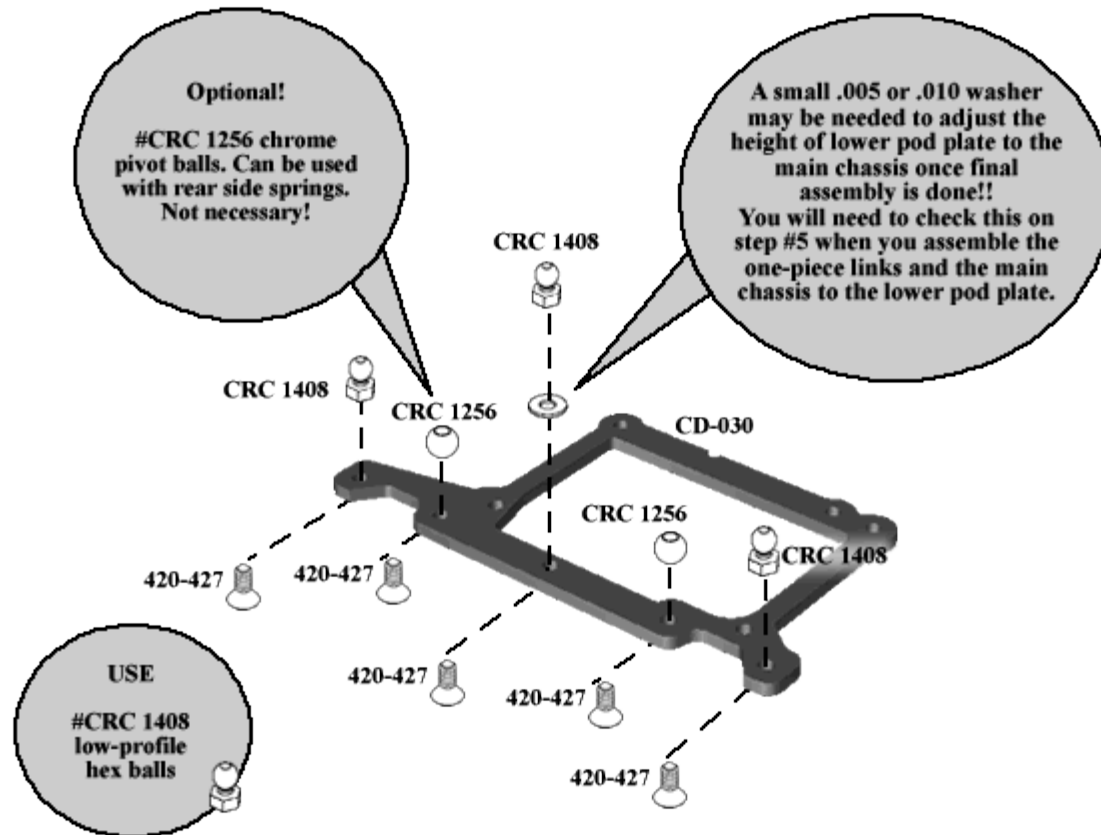 Optional!
#CRC 1256 chrome
pivot balls. Can be used
with rear side springs.
Not necessary!
A small .005 or .010 washer
may be needed to adjust the
height of lower pod plate to the
main chassis once final
assembly is done!!
You will need to check this on
step #5 when you assemble the
one-piece links and the main
chassis to the lower pod plate.
CRC 1408
CRC 1408
CRC 1256
CD-030
CRC 1256
CRC 1408
420-427
420-427
420-427
420-427
420-427
USE
#CRC 1408
low-profile
hex balls